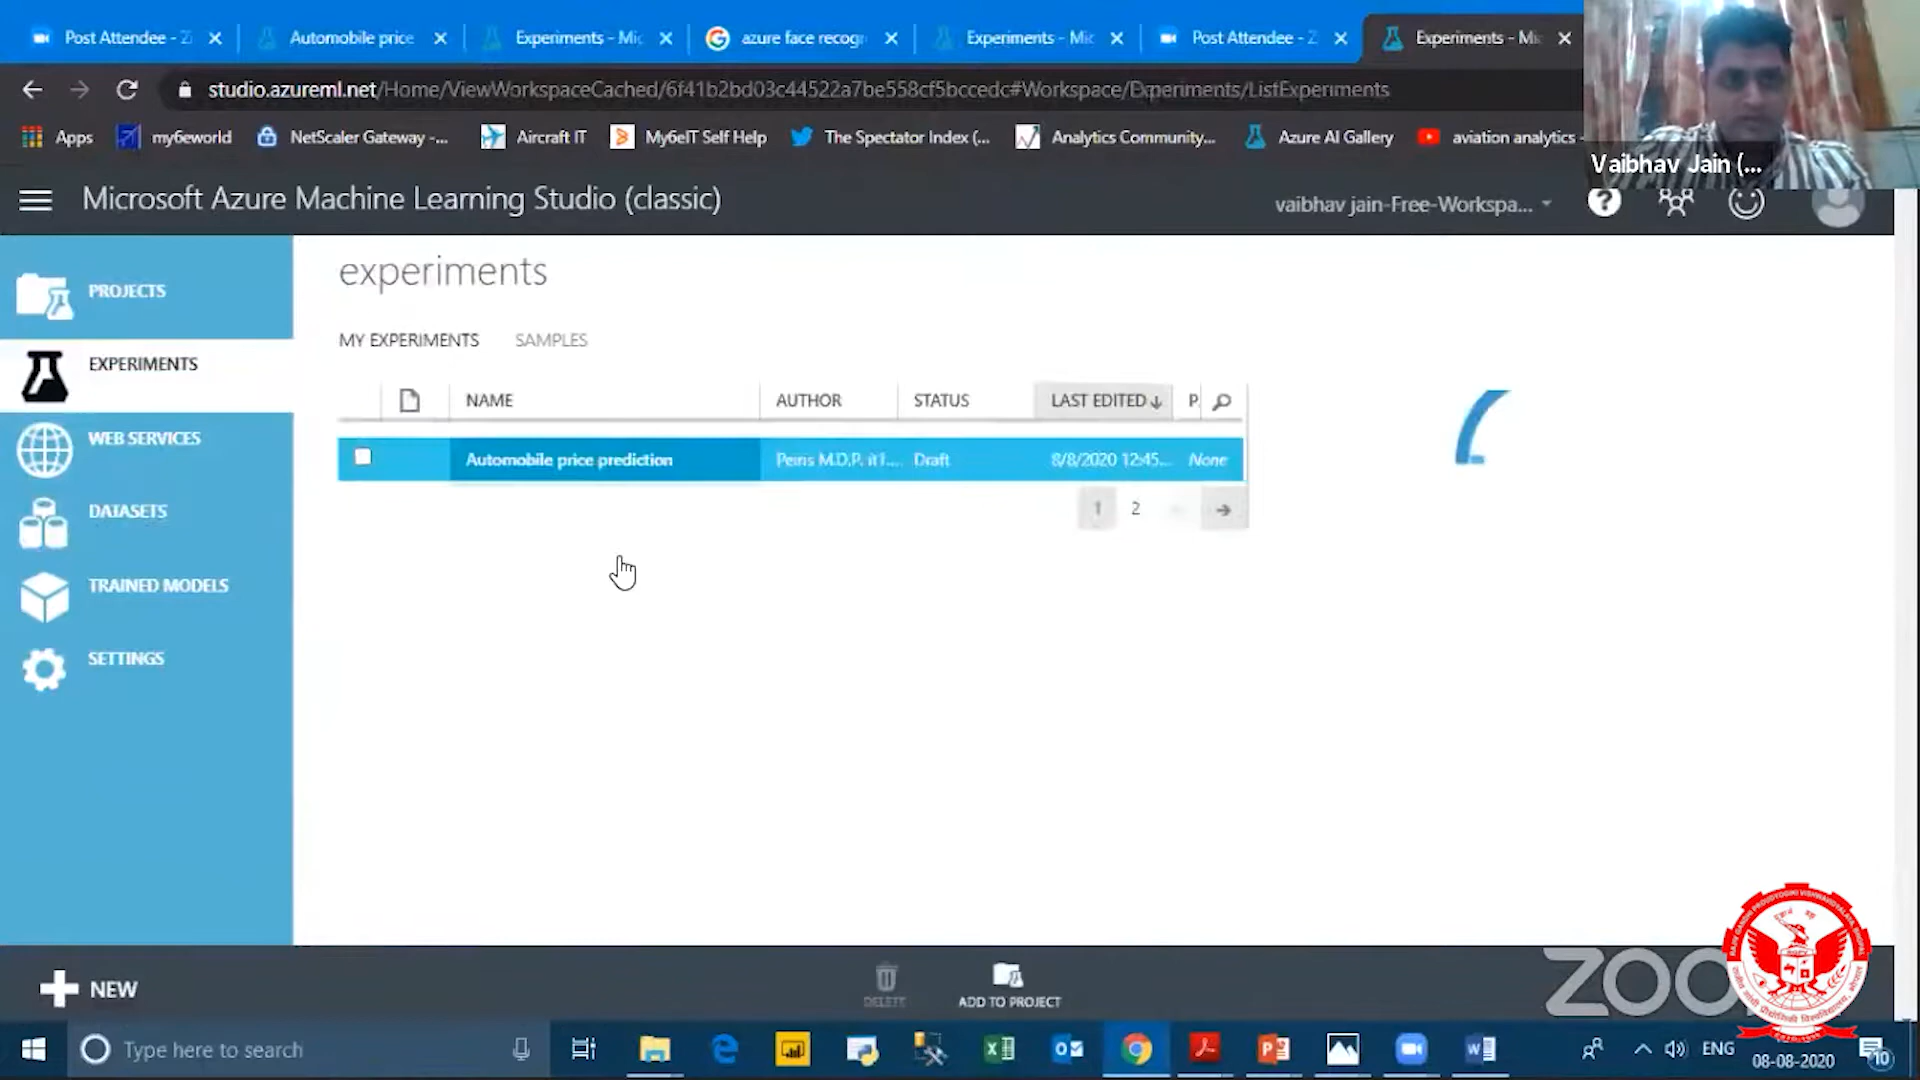 Post Attendee - Z
Automobile price
Experiments - Mic
azure face recogn
Experiments - Mic
Post Attendee - Z
Experiments - Mi
studio.azureml.net/Home/ViewWorkspaceCached/6f41b2bd03c44522a7be558cf5bccedc#Workspace/Experiments/ListExperiments
Apps
my6eworld
NetScaler Gateway -...
Aircraft IT
My6eIT Self Help
The Spectator Index (...
Analytics Community...
Azure AI Gallery
aviation analytics -
Vaibhav Jain (...
Microsoft Azure Machine Learning Studio (classic)
vaibhav jain-Free-Workspa...
PROJECTS
EXPERIMENTS
WEB SERVICES
DATASETS
TRAINED MODELS
SETTINGS
experiments
MY EXPERIMENTS
SAMPLES
NAME
AUTHOR
STATUS
LAST EDITED
P.
Automobile price prediction
Peiris M.D.P. it1....
Draft
8/8/2020 12:45...
None
1
2
NEW
DELETE
ADD TO PROJECT
Type here to search
ENG
08-08-2020
10